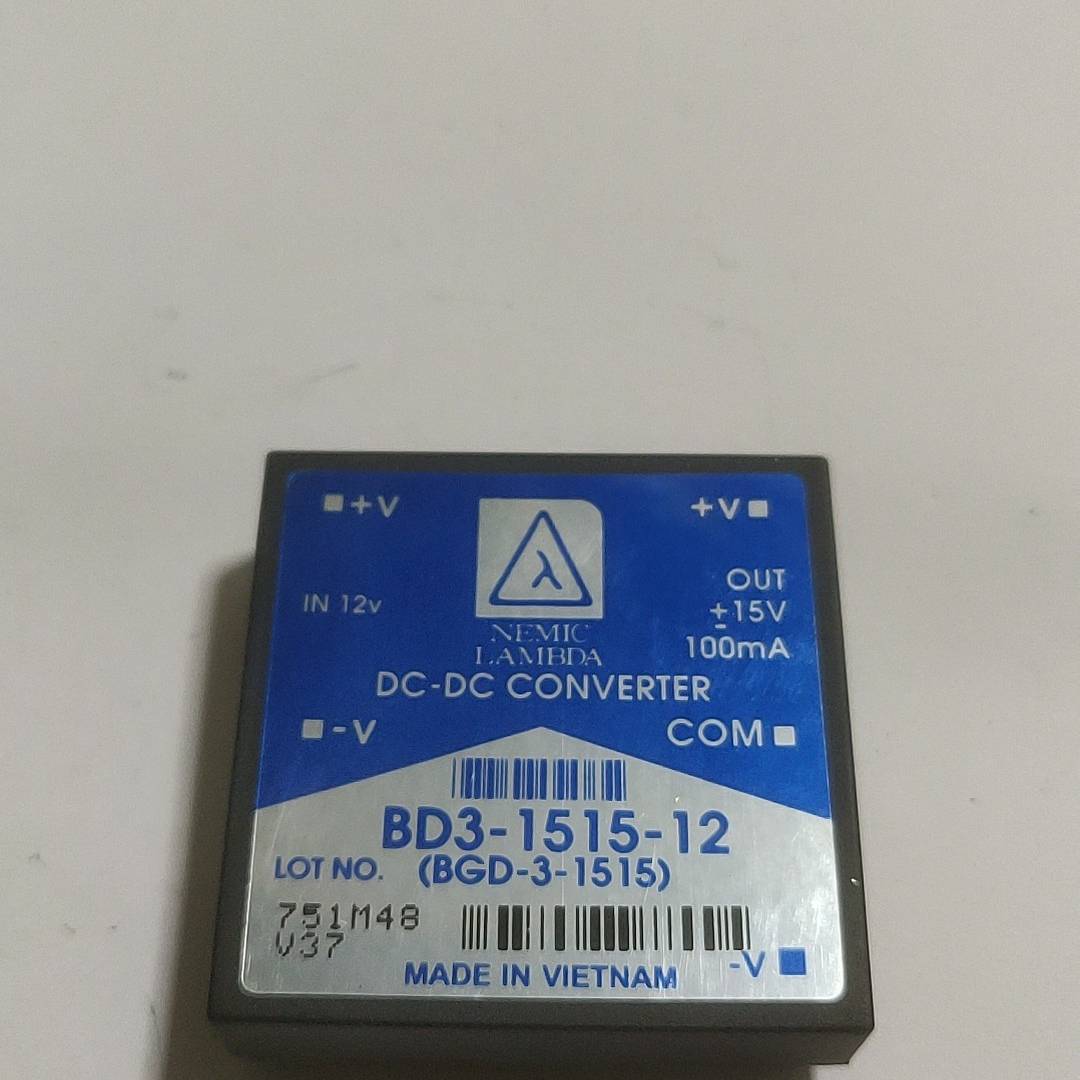 +V
+V
λ
OUT
IN 12v
±15V
100mA
NEMIC
LAMBDA
DC-DC CONVERTER
-V
COM
BD3-1515-12
LOT NO. (BGD-3-1515)
751M48
V37
-V
MADE IN VIETNAM